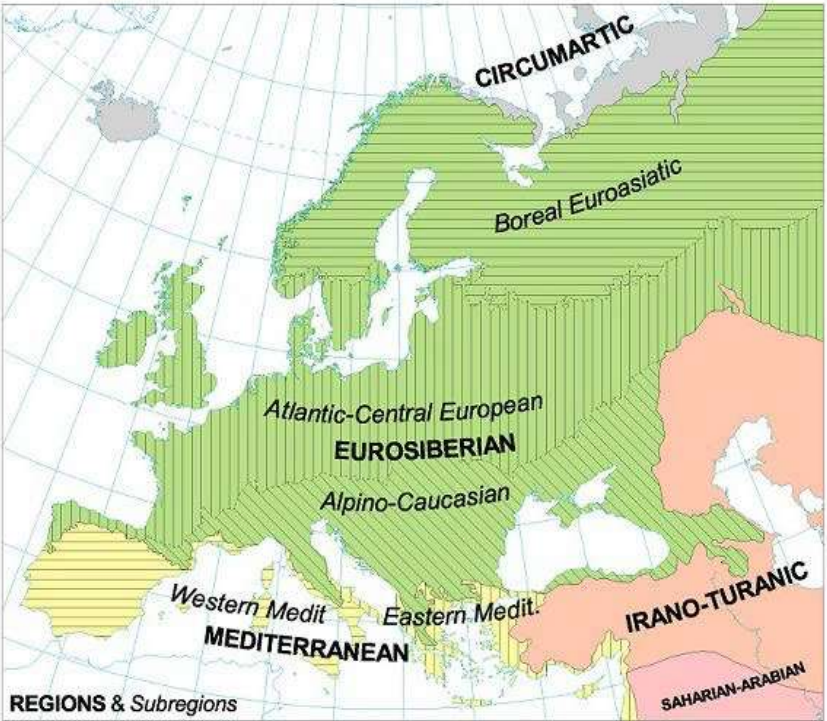 CIRCUMARTIC
Boreal Euroasiatic
Atlantic-Central European
EUROSIBERIAN
Alpino-Caucasian
Western Medit
Eastern Medit.
MEDITERRANEAN
IRANO-TURANIC
SAHARIAN-ARABIAN
REGIONS & Subregions